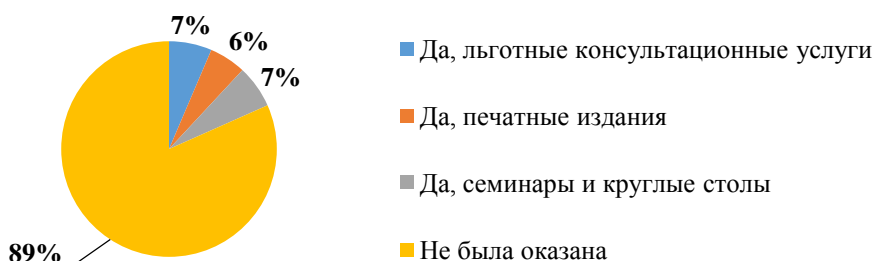 7%
6%
7%
89%
Да, льготные консультационные услуги
Да, печатные издания
Да, семинары и круглые столы
Не была оказана